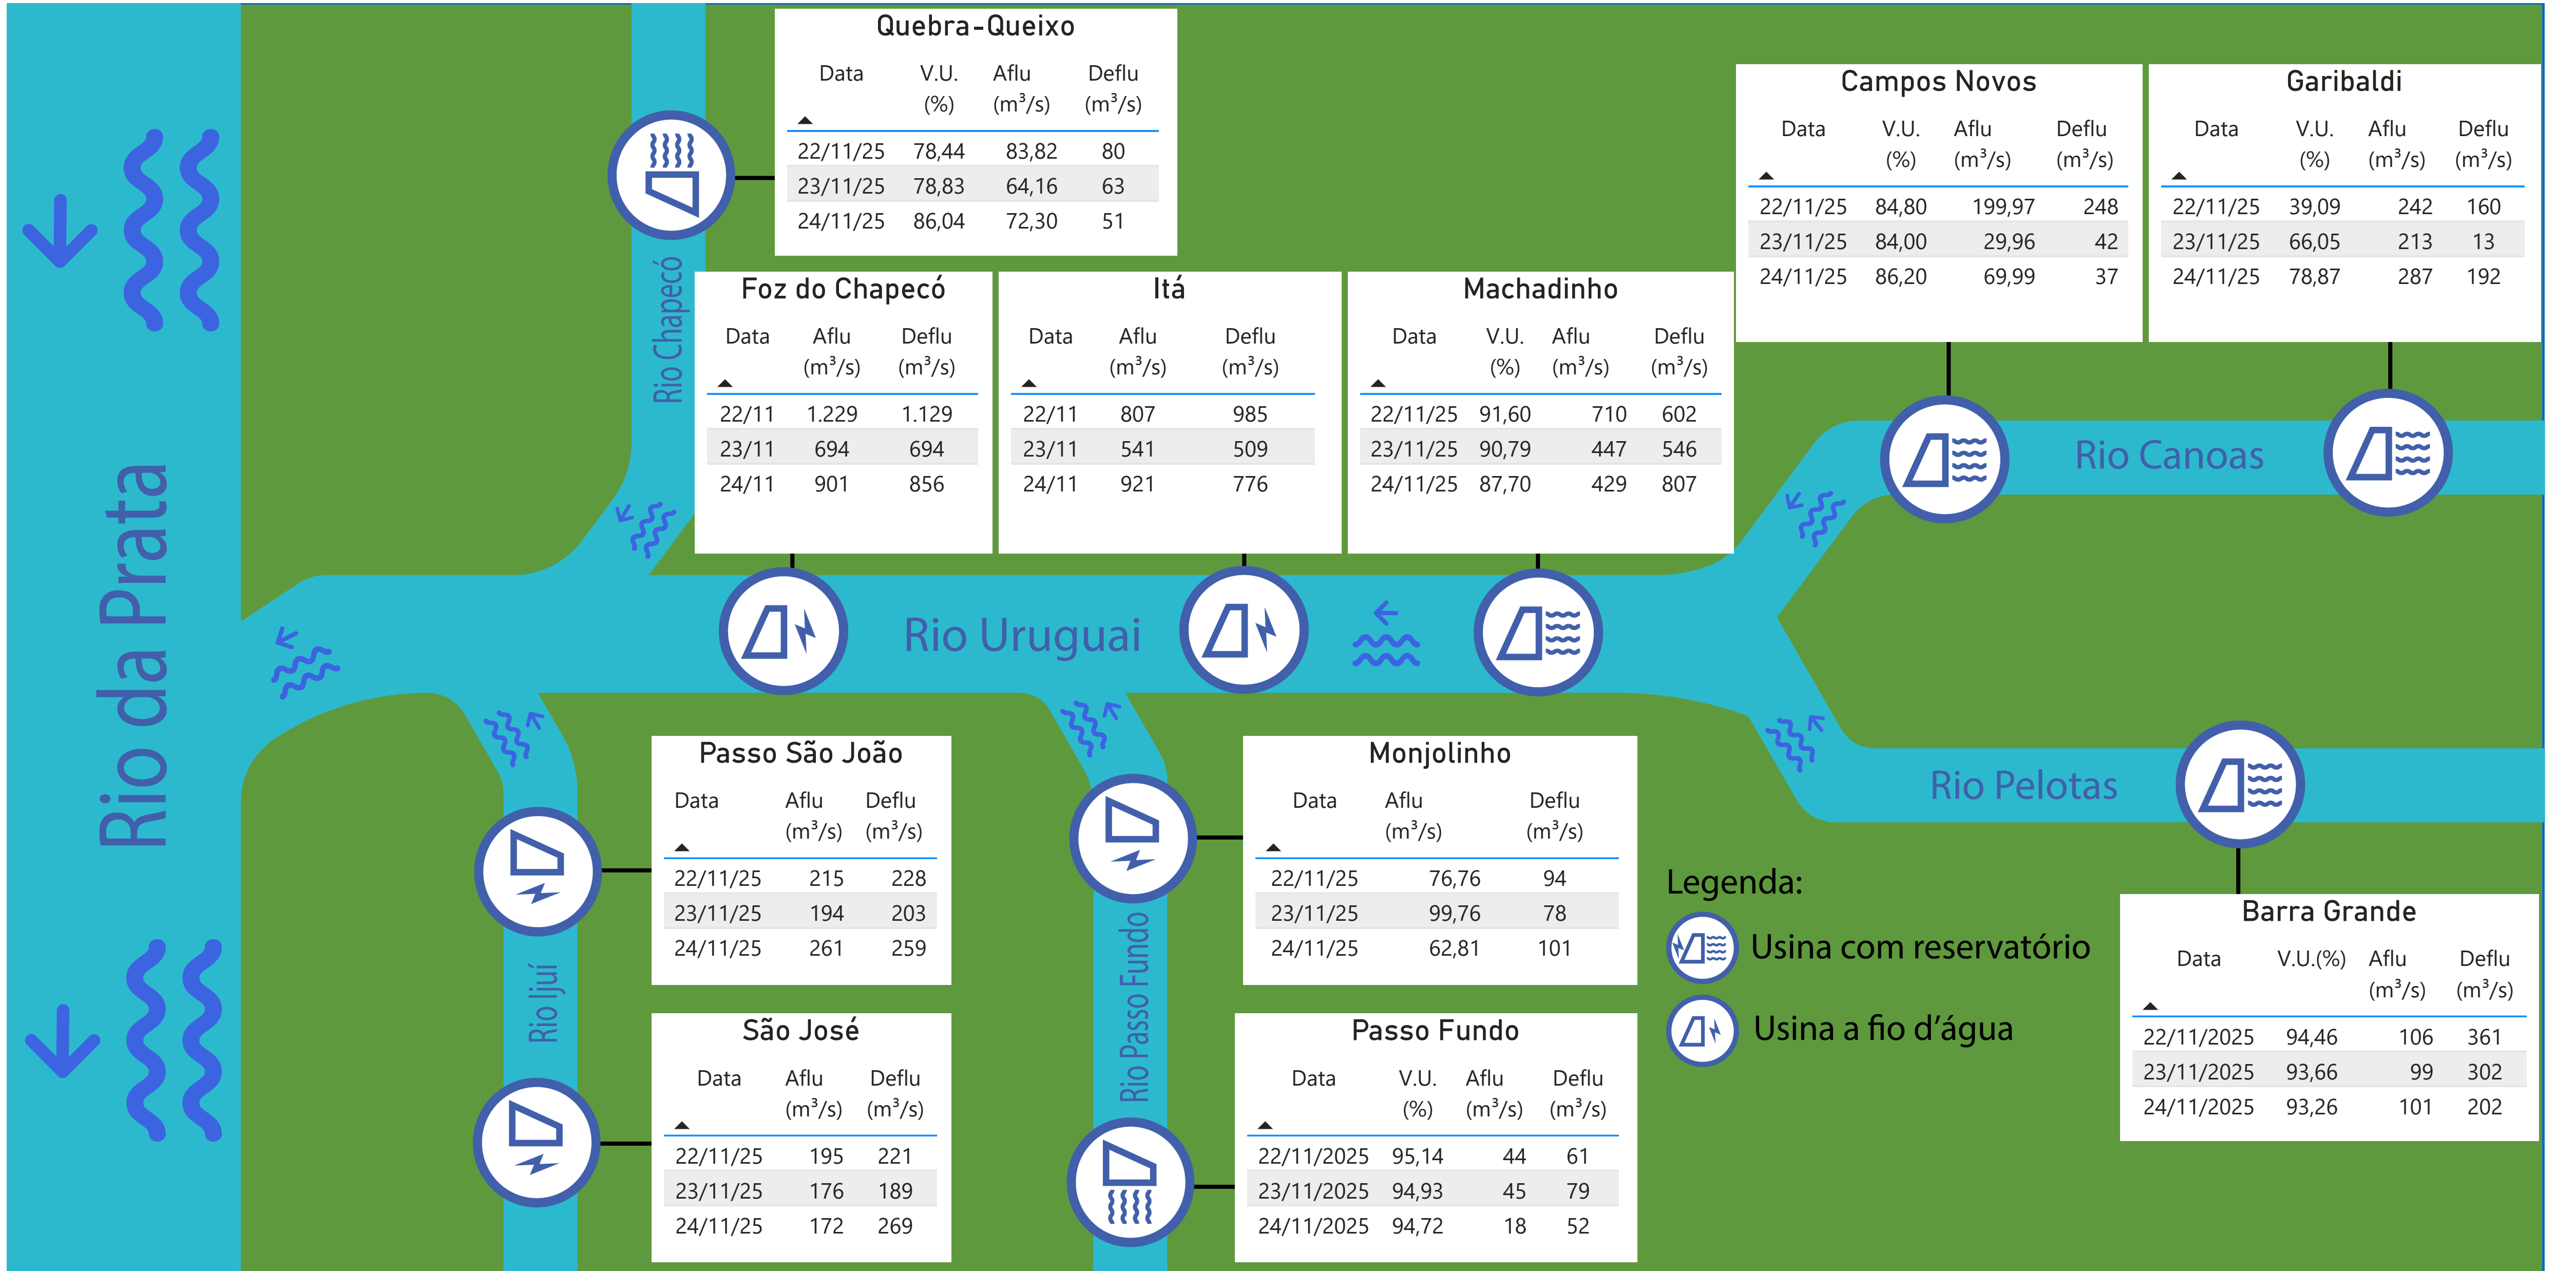 Quebra-Queixo
Data V.U. (%) Aflu (m³/s) Deflu (m³/s)
22/11/25 78,44 83,82 80
23/11/25 78,83 64,16 63
24/11/25 86,04 72,30 51
Campos Novos
Data V.U. (%) Aflu (m³/s) Deflu (m³/s)
22/11/25 84,80 199,97 248
23/11/25 84,00 29,96 42
24/11/25 86,20 69,99 37
Garibaldi
Data V.U. (%) Aflu (m³/s) Deflu (m³/s)
22/11/25 39,09 242 160
23/11/25 66,05 213 13
24/11/25 78,87 287 192
Rio Chapecó
Foz do Chapecó
Data Aflu (m³/s) Deflu (m³/s)
22/11 1.229 1.129
23/11 694 694
24/11 901 856
Itá
Data Aflu (m³/s) Deflu (m³/s)
22/11 807 985
23/11 541 509
24/11 921 776
Machadinho
Data V.U. (%) Aflu (m³/s) Deflu (m³/s)
22/11/25 91,60 710 602
23/11/25 90,79 447 546
24/11/25 87,70 429 807
Rio Canoas
Rio da Prata
Rio Uruguai
Rio Pelotas
Passo São João
Data Aflu (m³/s) Deflu (m³/s)
22/11/25 215 228
23/11/25 194 203
24/11/25 261 259
Monjolinho
Data Aflu (m³/s) Deflu (m³/s)
22/11/25 76,76 94
23/11/25 99,76 78
24/11/25 62,81 101
Rio Ijuí
Rio Passo Fundo
Legenda:
Usina com reservatório
Usina a fio d’água
Barra Grande
Data V.U.(%) Aflu (m³/s) Deflu (m³/s)
22/11/2025 94,46 106 361
23/11/2025 93,66 99 302
24/11/2025 93,26 101 202
São José
Data Aflu (m³/s) Deflu (m³/s)
22/11/25 195 221
23/11/25 176 189
24/11/25 172 269
Passo Fundo
Data V.U. (%) Aflu (m³/s) Deflu (m³/s)
22/11/2025 95,14 44 61
23/11/2025 94,93 45 79
24/11/2025 94,72 18 52